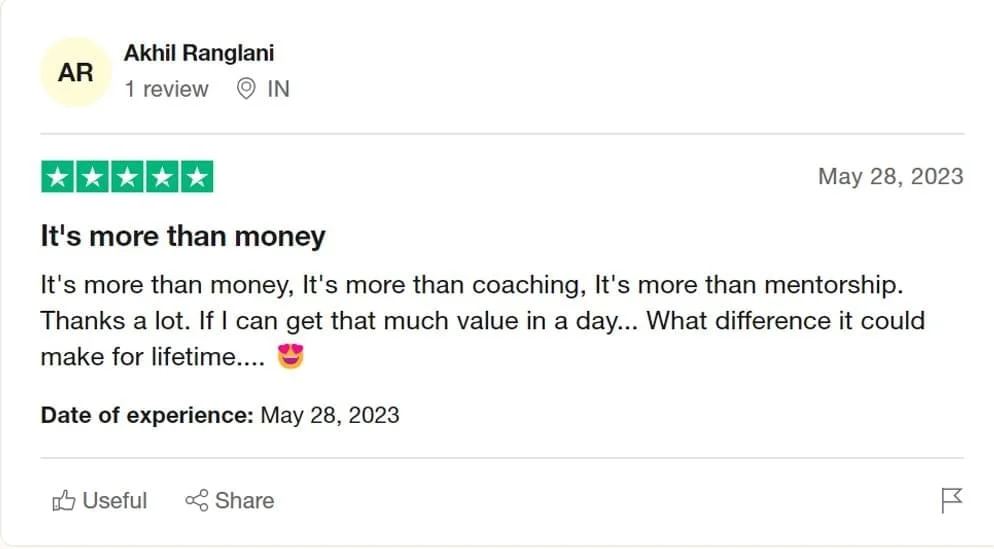 AR
Akhil Ranglani
1 review IN
May 28, 2023
It's more than money
It's more than money, It's more than coaching, It's more than mentorship.
Thanks a lot. If I can get that much value in a day... What difference it could
make for lifetime.... 😍
Date of experience: May 28, 2023
Useful Share